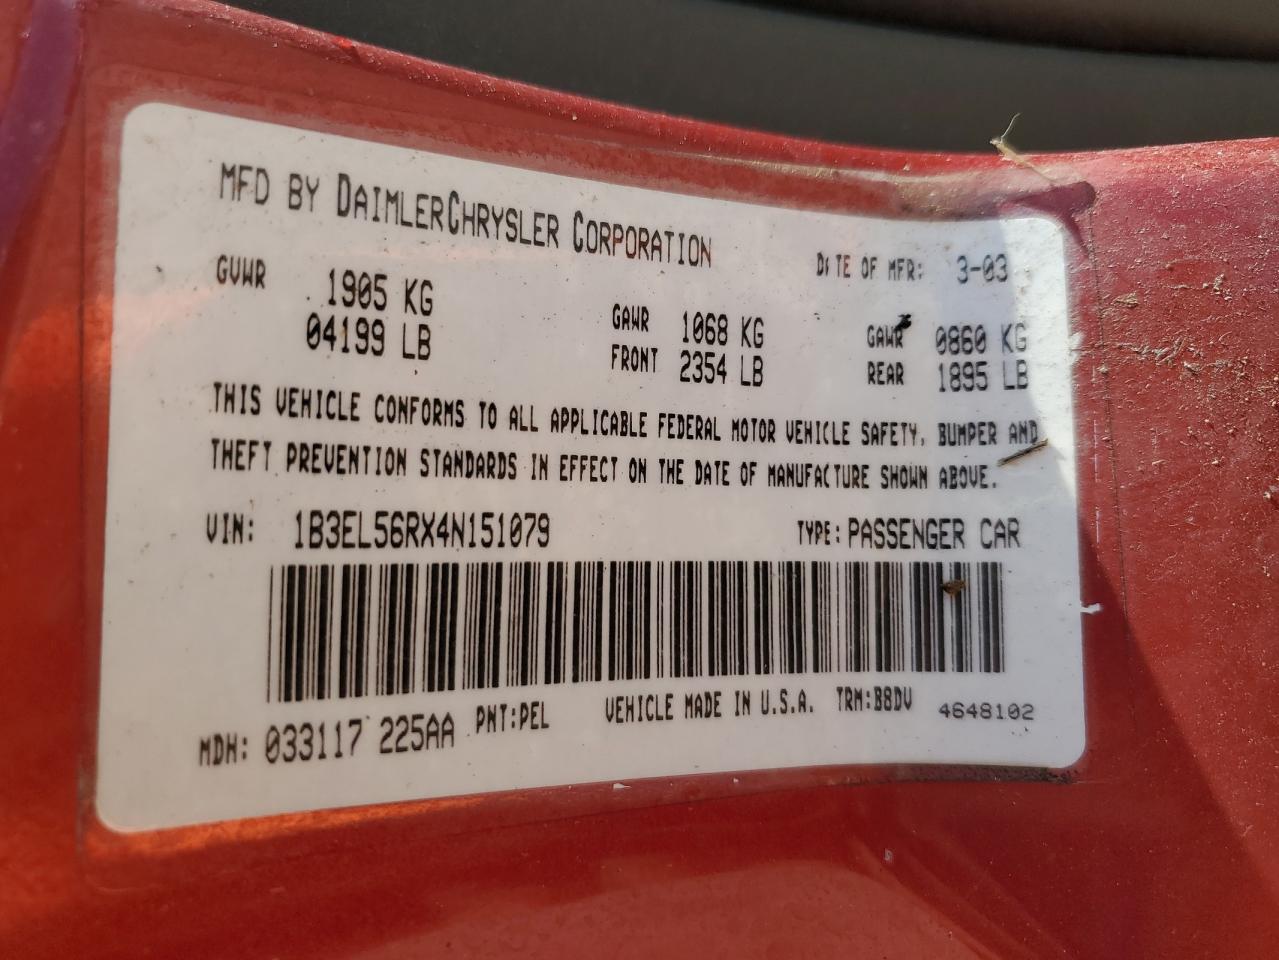 MFD BY DAIMLERCHRYSLER CORPORATION
DATE OF MFR: 3-03
GVWR 1905 KG
04199 LB
GAWR 1068 KG
FRONT 2354 LB
GAWR 0860 KG
REAR 1895 LB
THIS VEHICLE CONFORMS TO ALL APPLICABLE FEDERAL MOTOR VEHICLE SAFETY, BUMPER AND
THEFT PREVENTION STANDARDS IN EFFECT ON THE DATE OF MANUFACTURE SHOWN ABOVE.
VIN: 1B3EL56RX4N151079
TYPE: PASSENGER CAR
MDH: 033117 225AA
PNT:PEL
VEHICLE MADE IN U.S.A.
TRM:B8DV
4648102